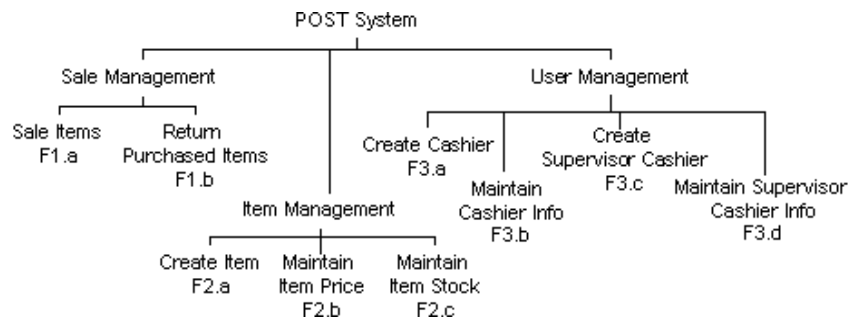 POST System
Sale Management
User Management
Sale Items
F1.a
Return
Purchased Items
F1.b
Create Cashier
F3.a
Maintain
Cashier Info
F3.b
Create
Supervisor Cashier
F3.c
Maintain Supervisor
Cashier Info
F3.d
Item Management
Create Item
F2.a
Maintain
Item Price
F2.b
Maintain
Item Stock
F2.c